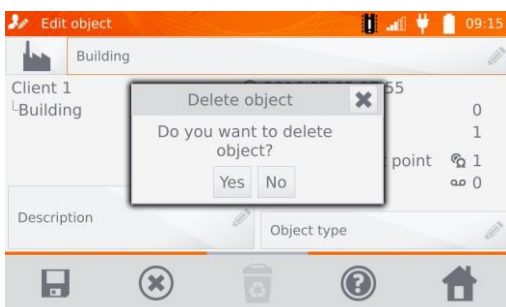 Edit object
09:15
Building
Client 1
Building
55
0
1
point 1
0
Delete object
Do you want to delete
object?
Yes No
Description
Object type